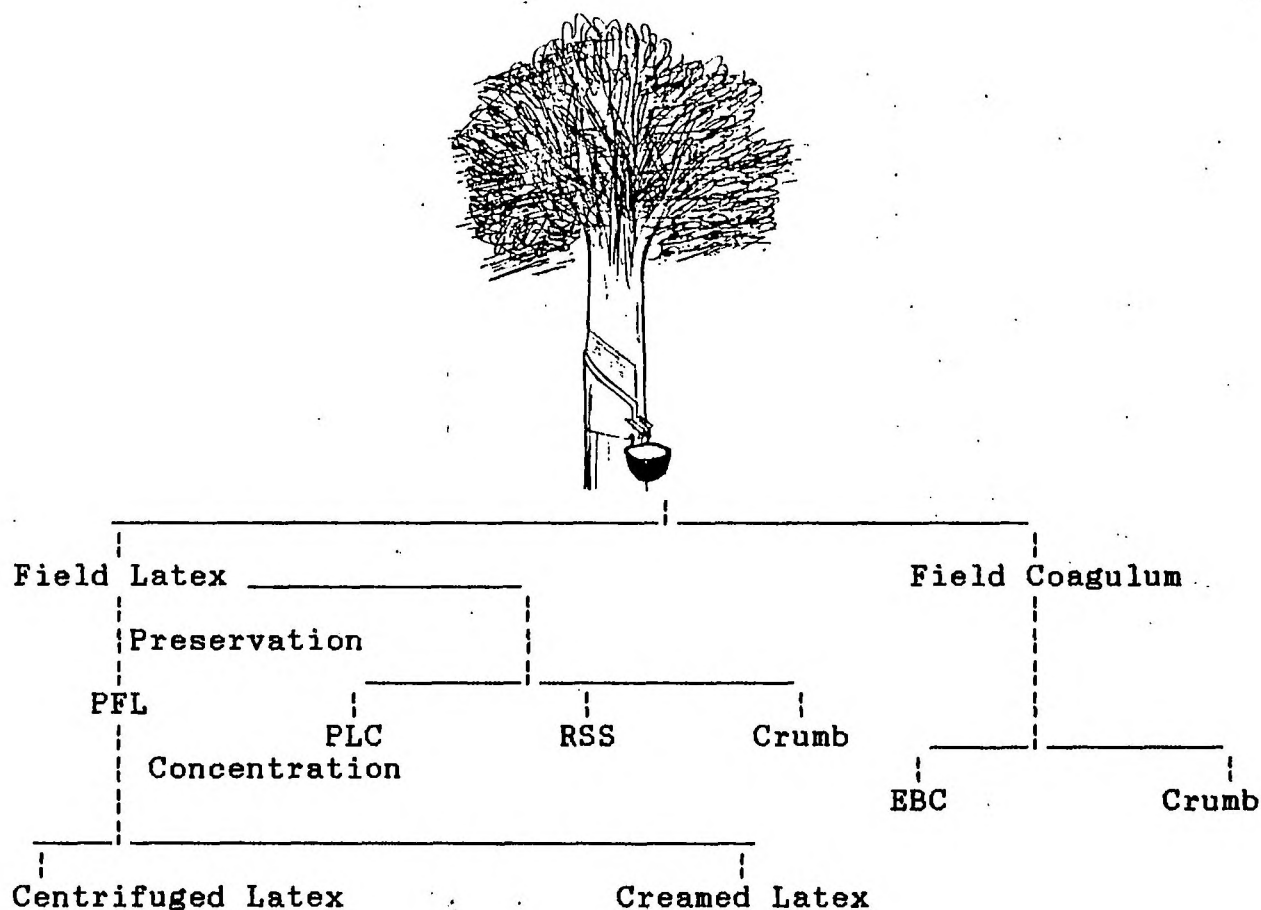 Field Latex Field Coagulum
Preservation
PFL
PLC RSS Crumb
Concentration
EBC Crumb
Centrifuged Latex Creamed Latex